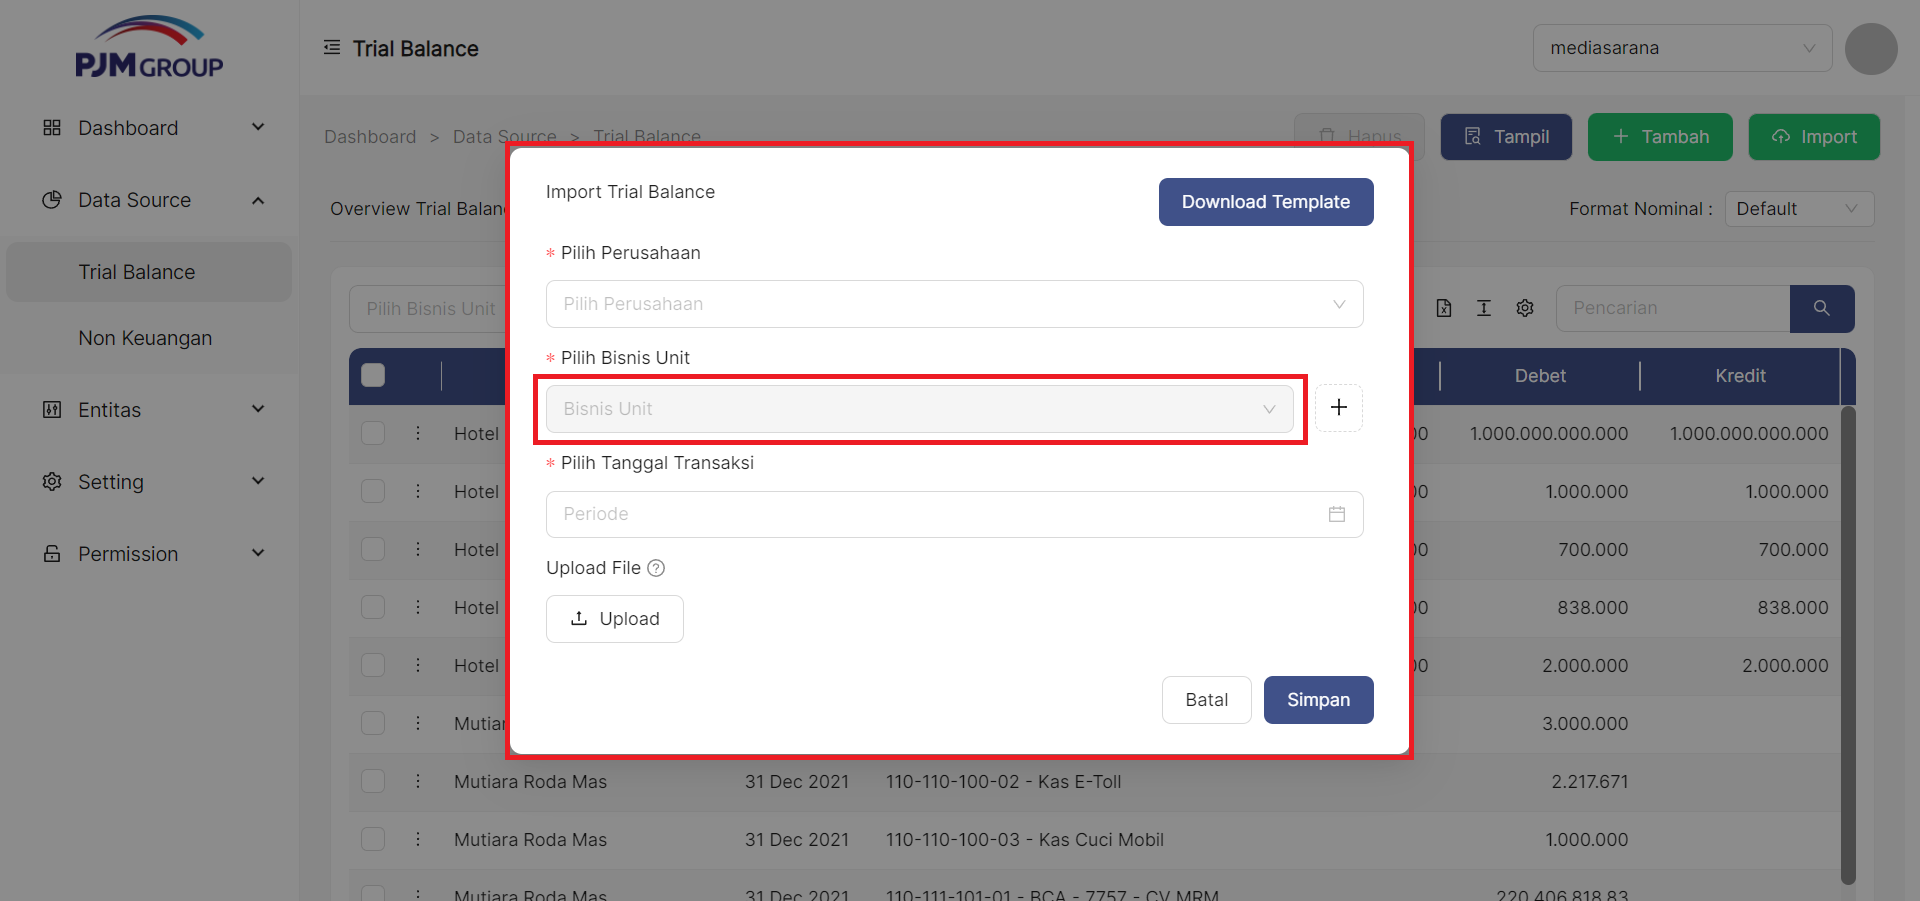 PJM GROUP
Trial Balance
mediasarana
Dashboard
Data Source
Trial Balance
Non Keuangan
Entitas
Setting
Permission
Dashboard > Data Source > Trial Balance
Hapus
Tampil
Tambah
Import
Overview Trial Balan
Format Nominal :
Default
Pilih Bisnis Unit
Pencarian
Import Trial Balance
Download Template
* Pilih Perusahaan
Pilih Perusahaan
* Pilih Bisnis Unit
Bisnis Unit
* Pilih Tanggal Transaksi
Periode
Upload File
Upload
Batal
Simpan
Debet Kredit
Hotel 00 1.000.000.000.000 1.000.000.000.000
Hotel 00 1.000.000 1.000.000
Hotel 00 700.000 700.000
Hotel 00 838.000 838.000
Hotel 00 2.000.000 2.000.000
Mutiar 3.000.000
Mutiara Roda Mas 31 Dec 2021 110-110-100-02 - Kas E-Toll 2.217.671
Mutiara Roda Mas 31 Dec 2021 110-110-100-03 - Kas Cuci Mobil 1.000.000
Mutiara Roda Mas 31 Dec 2021 110-111-101-01 - BCA - 7757 - CV MRM 220.406.818,83